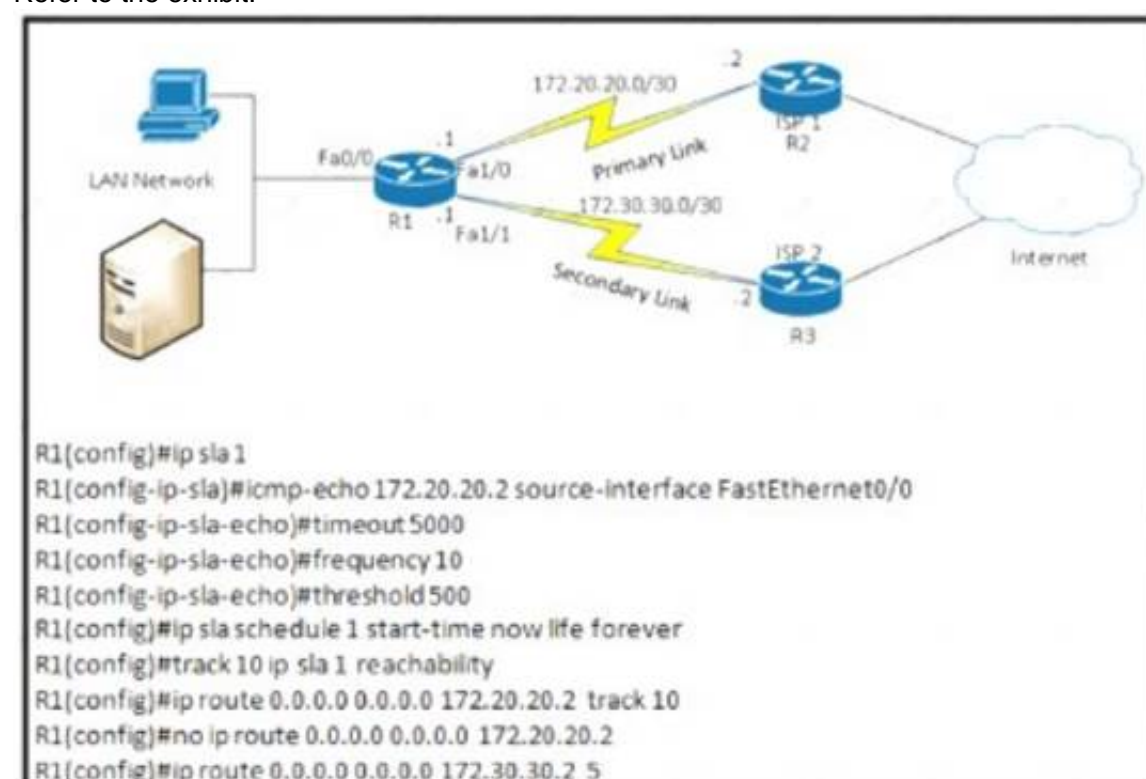 Refer to the exhibit.
.2
172.20.20.0/30
ISP 1
R2
Primary Link
Fa0/0
.1
Fa1/0
LAN Network
R1
.1
Fa1/1
172.30.30.0/30
ISP 2
Secondary Link
.2
R3
Internet
R1(config)#ip sla 1
R1(config-ip-sla)#icmp-echo 172.20.20.2 source-interface FastEthernet0/0
R1(config-ip-sla-echo)#timeout 5000
R1(config-ip-sla-echo)#frequency 10
R1(config-ip-sla-echo)#threshold 500
R1(config)#ip sla schedule 1 start-time now life forever
R1(config)#track 10 ip sla 1 reachability
R1(config)#ip route 0.0.0.0 0.0.0.0 172.20.20.2 track 10
R1(config)#no ip route 0.0.0.0 0.0.0.0 172.20.20.2
R1(config)#ip route 0.0.0.0 0.0.0.0 172.30.30.2 5